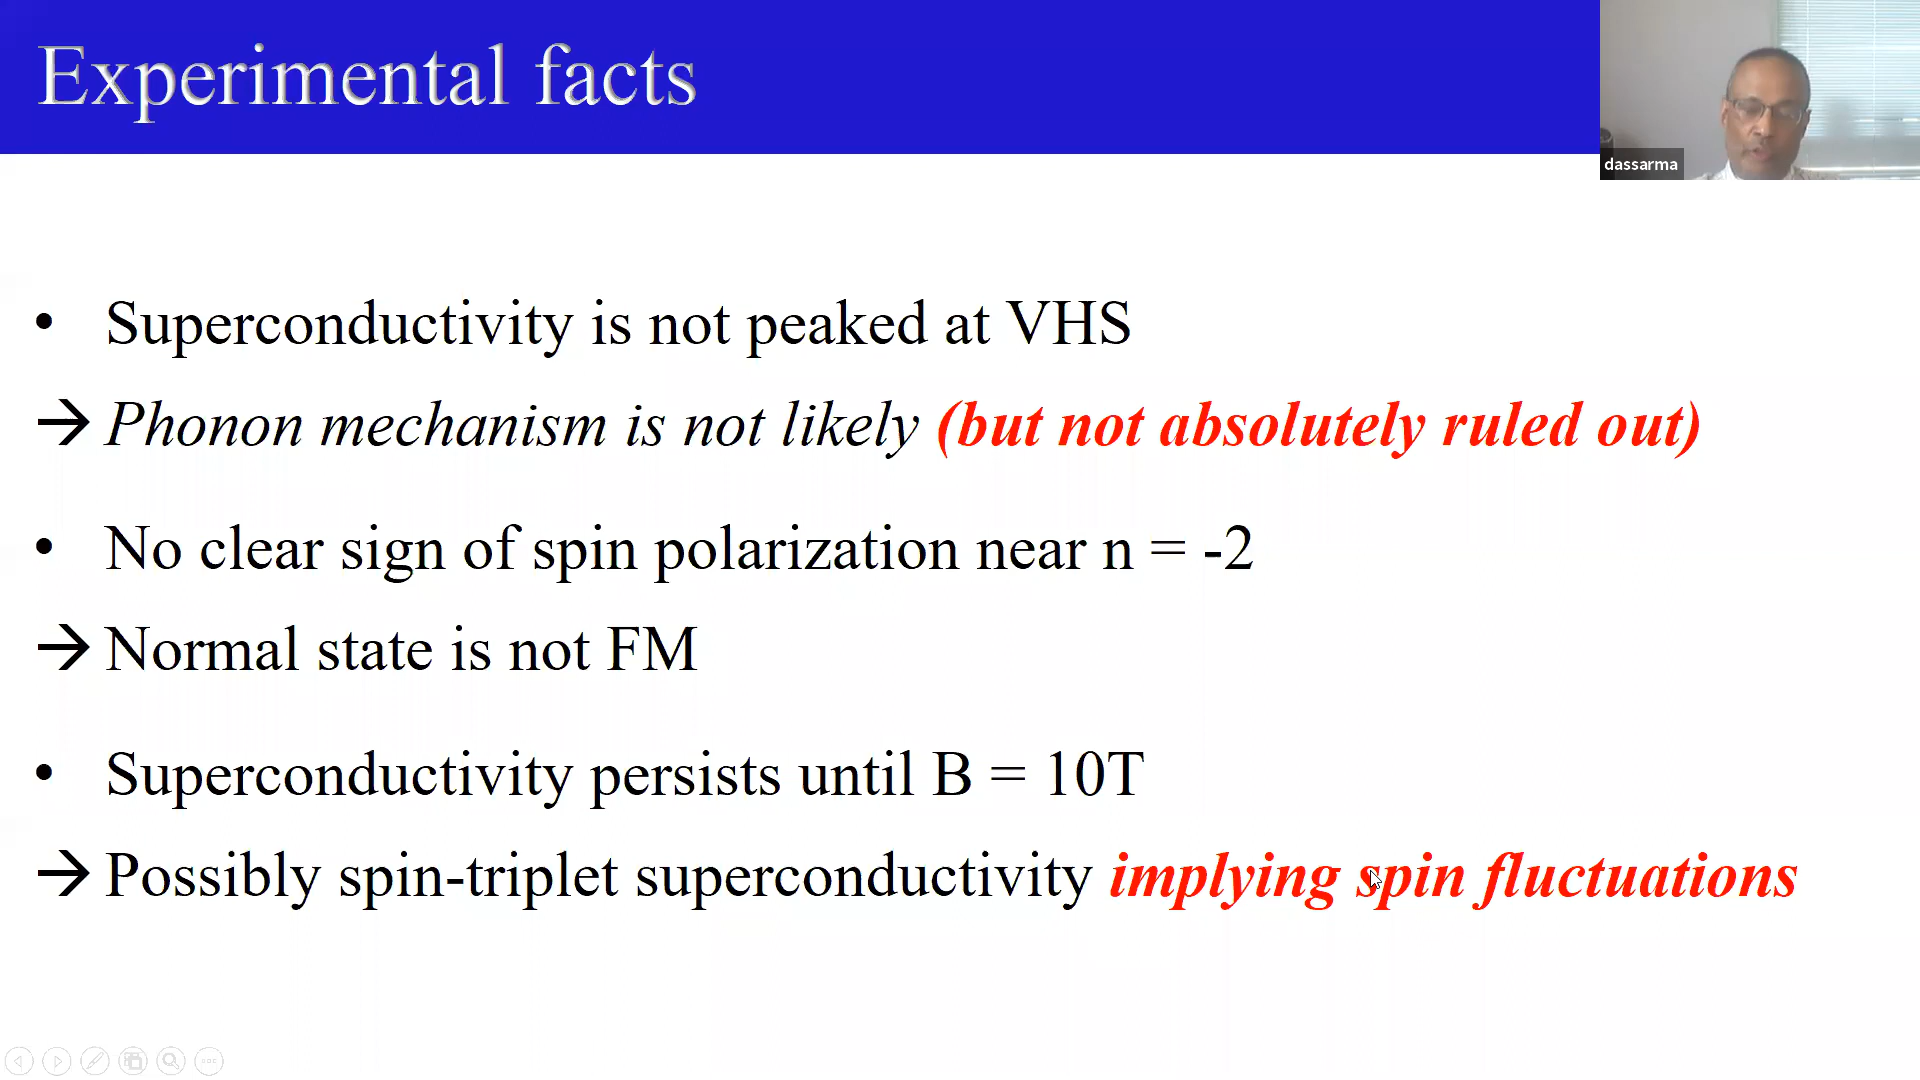 Experimental facts
dassarma
• Superconductivity is not peaked at VHS
→ Phonon mechanism is not likely (but not absolutely ruled out)
• No clear sign of spin polarization near n = -2
→ Normal state is not FM
• Superconductivity persists until B = 10T
→ Possibly spin-triplet superconductivity implying spin fluctuations